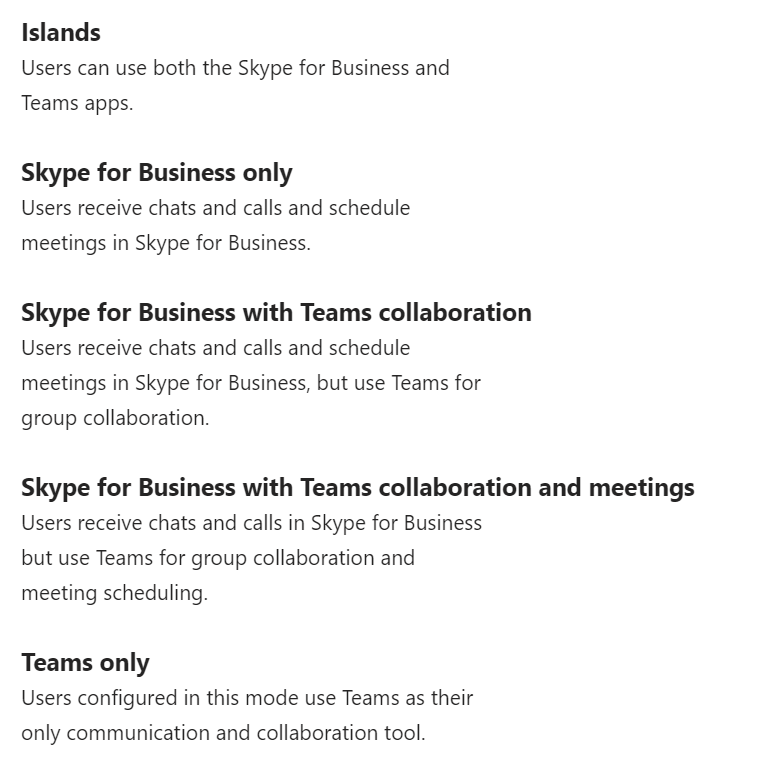 Islands
Users can use both the Skype for Business and
Teams apps.
Skype for Business only
Users receive chats and calls and schedule
meetings in Skype for Business.
Skype for Business with Teams collaboration
Users receive chats and calls and schedule
meetings in Skype for Business, but use Teams for
group collaboration.
Skype for Business with Teams collaboration and meetings
Users receive chats and calls in Skype for Business
but use Teams for group collaboration and
meeting scheduling.
Teams only
Users configured in this mode use Teams as their
only communication and collaboration tool.